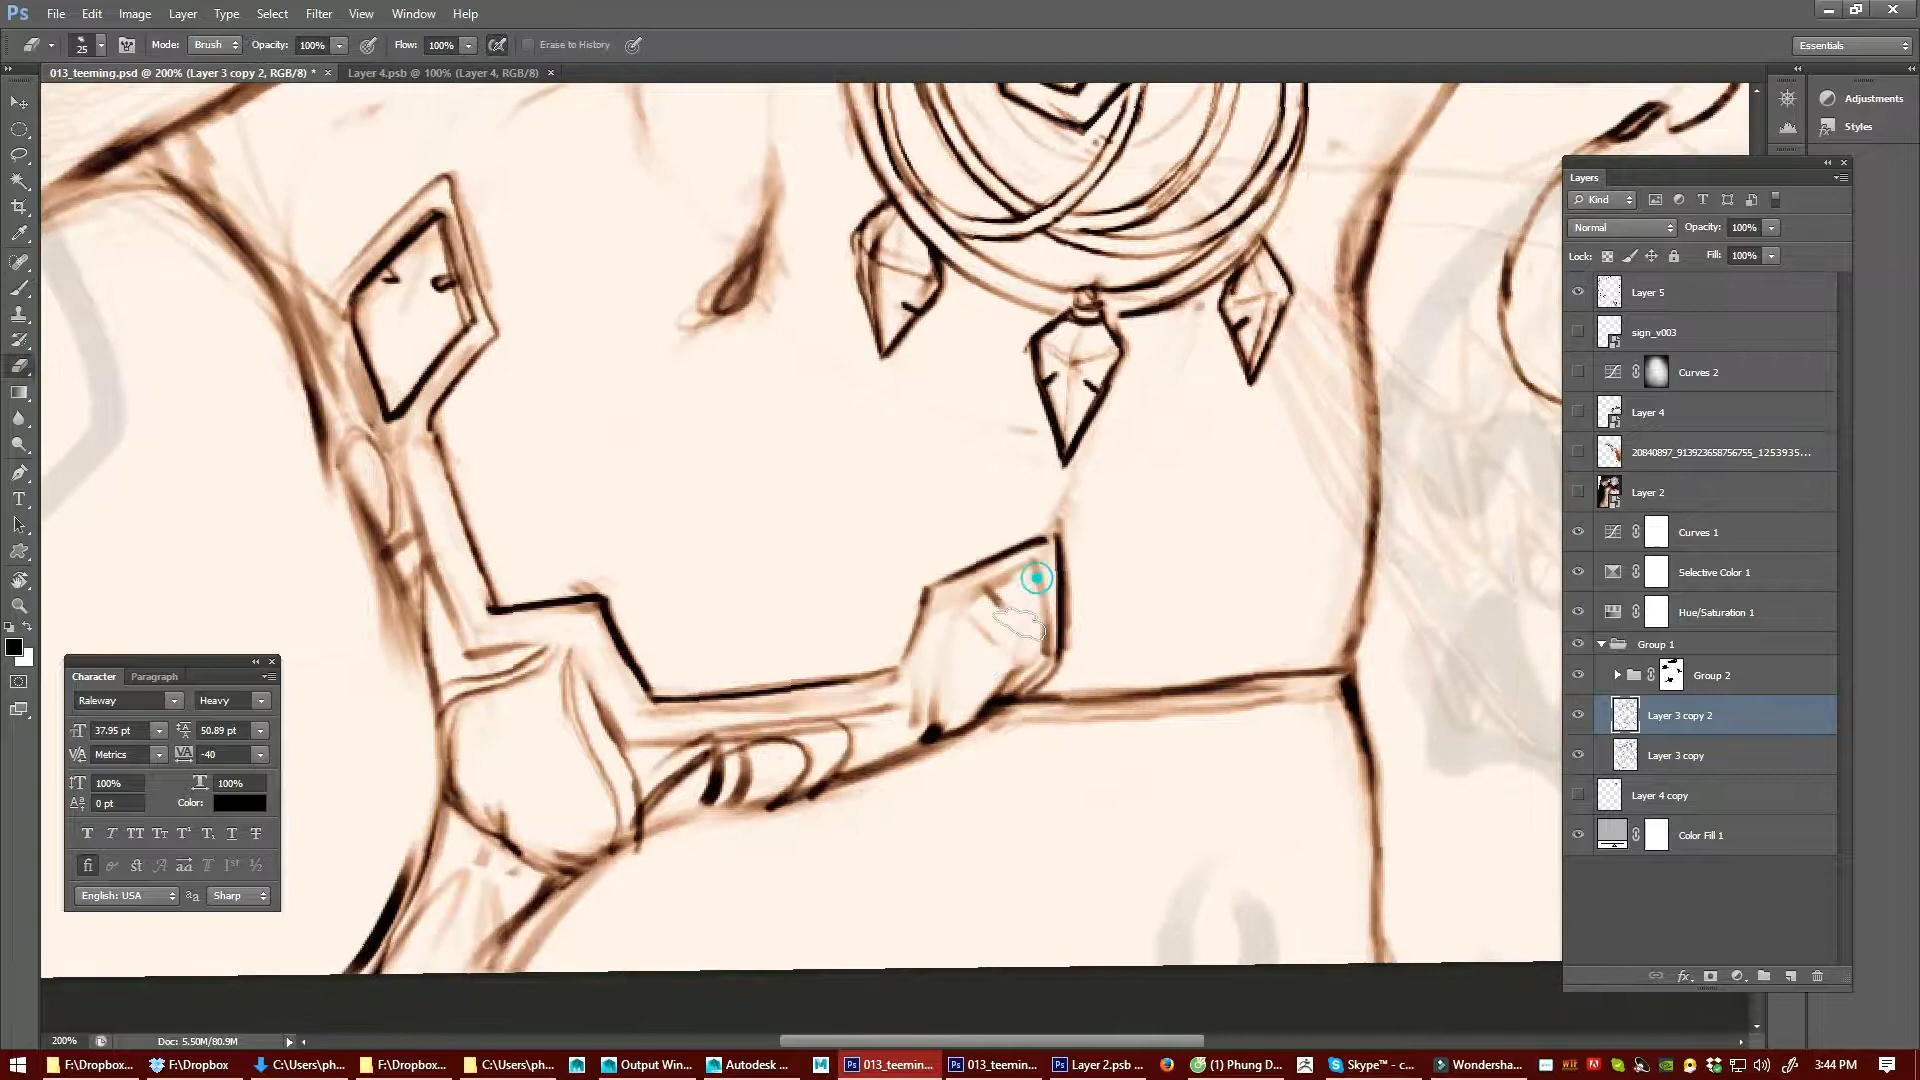 Ps File Edit Image Layer Type Select Filter View Window Help
25 Mode: Brush Opacity: 100% Flow: 100% Erase to History Essentials
013_teeming.psd @ 200% (Layer 3 copy 2, RGB/8) * × Layer 4.psb @ 100% (Layer 4, RGB/8) ×
Adjustments
Styles
Layers
Kind
Normal Opacity: 100%
Lock: Fill: 100%
Layer 5
sign_v003
Curves 2
Layer 4
20840897_913923658756755_1253935...
Layer 2
Curves 1
Selective Color 1
Hue/Saturation 1
Group 1
Group 2
Layer 3 copy 2
Layer 3 copy
Layer 4 copy
Color Fill 1
Character Paragraph
Raleway Heavy
37.95 pt 50.89 pt
Metrics -40
100% 100%
0 pt Color:
English: USA Sharp
200% Doc: 5.50M/80.9M
F:\Dropbox... F:\Dropbox C:\Users\ph... F:\Dropbox... C:\Users\ph... Output Win... Autodesk ... 013_teemin... 013_teemin... Layer 2.psb ... (1) Phung D... Skype™ - c... Wondersha... 3:44 PM